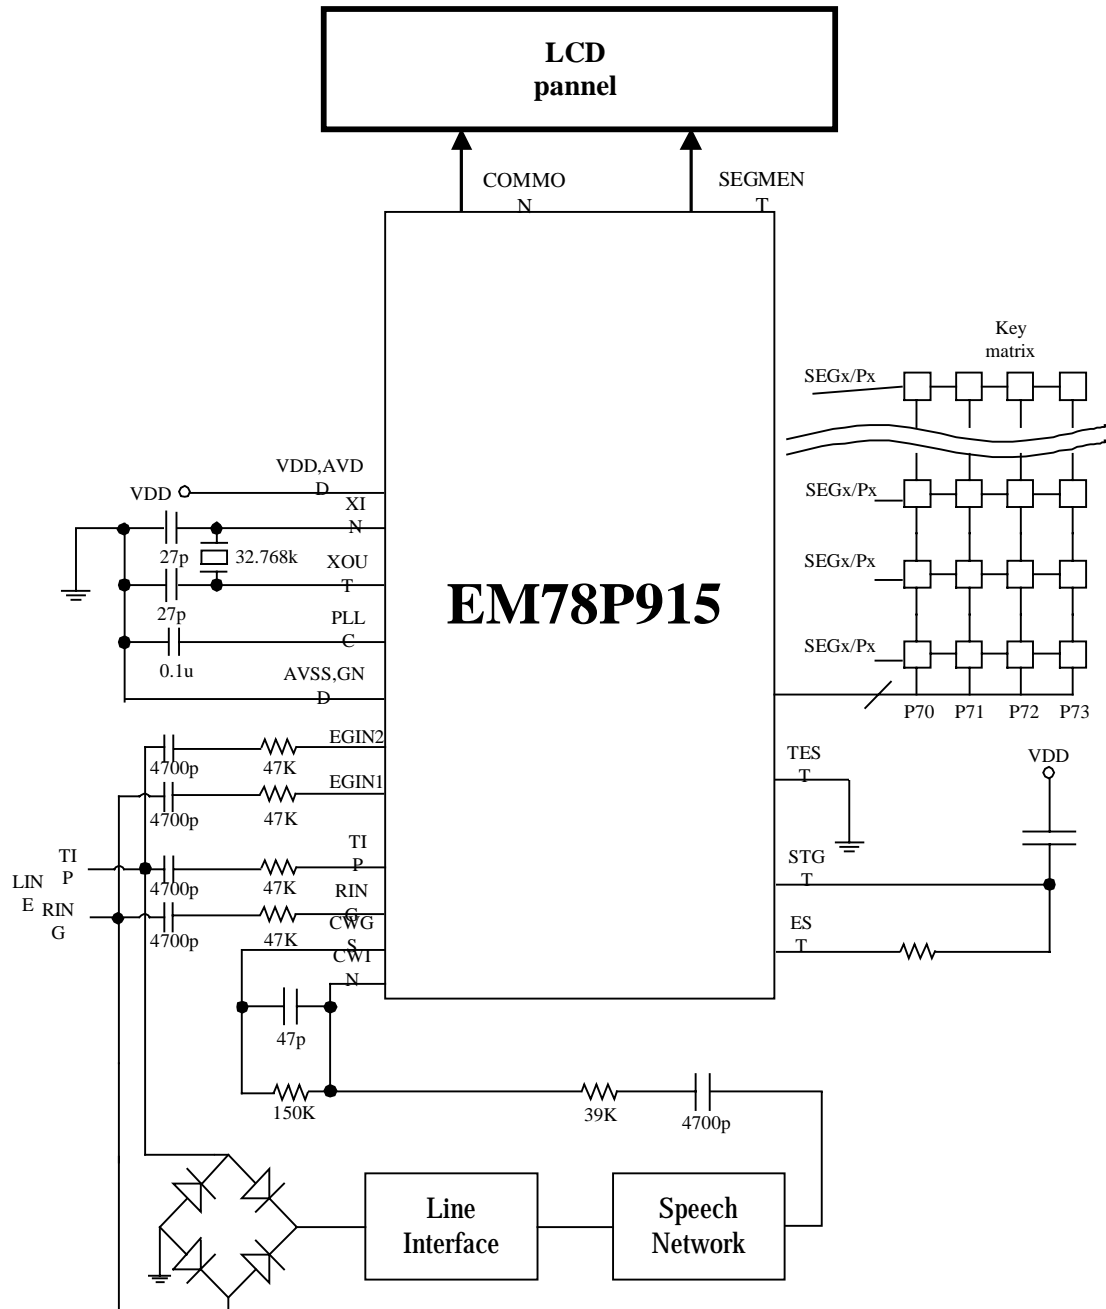 LCD
pannel
COMMO
N
SEGMEN
T
Key
matrix
SEGx/Px
VDD,AVD
D
VDD
XI
N
SEGx/Px
27p
32.768k
XOU
T
EM78P915
SEGx/Px
27p
PLL
C
0.1u
SEGx/Px
AVSS,GN
D
P70 P71 P72 P73
EGIN2
4700p
47K
EGIN1
TES
T
VDD
4700p
47K
TI
P
TI
P
STG
T
LIN
E
4700p
47K
RIN
G
RIN
G
4700p
47K
CWG
S
ES
T
CWI
N
47p
150K
39K
4700p
Line
Interface
Speech
Network